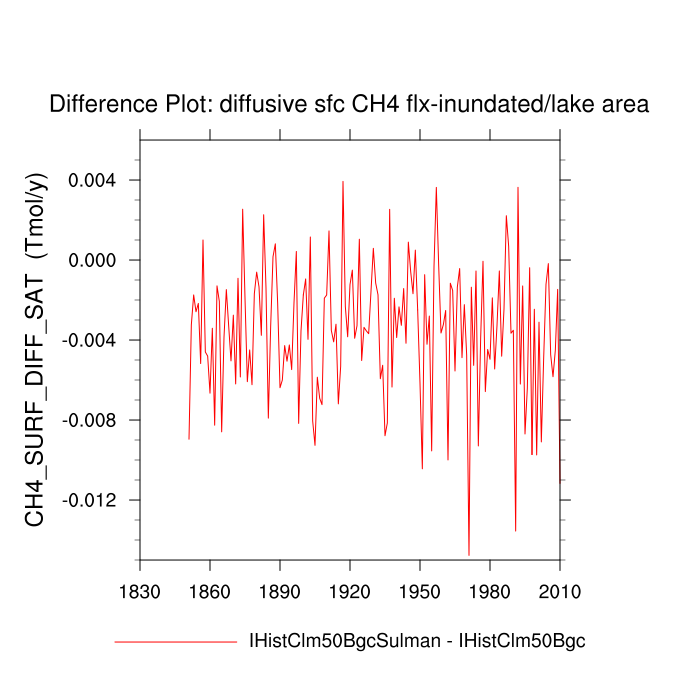 Difference Plot: diffusive sfc CH4 flx-inundated/lake area
CH4_SURF_DIFF_SAT (Tmol/y)
0.004
0.000
-0.004
-0.008
-0.012
1830 1860 1890 1920 1950 1980 2010
IHistClm50BgcSulman - IHistClm50Bgc